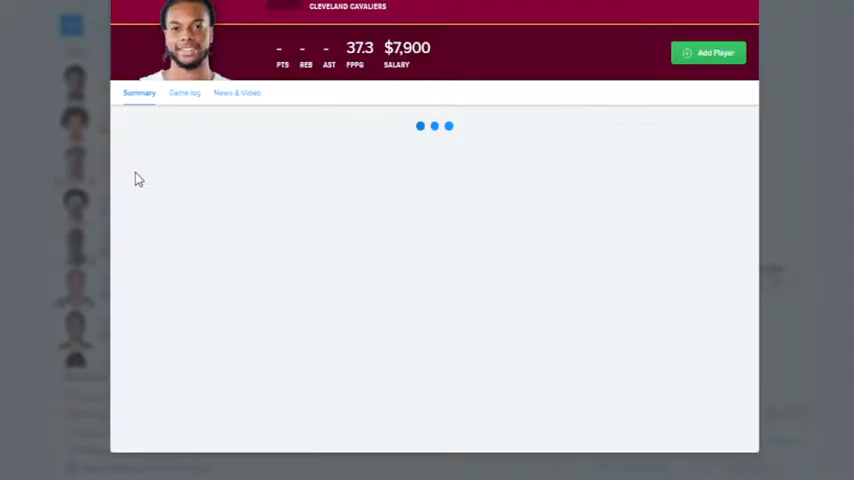 CLEVELAND CAVALIERS
- - - 37.3 $7,900
PTS REB AST FPPG SALARY
Add Player
Summary Game log News & Video